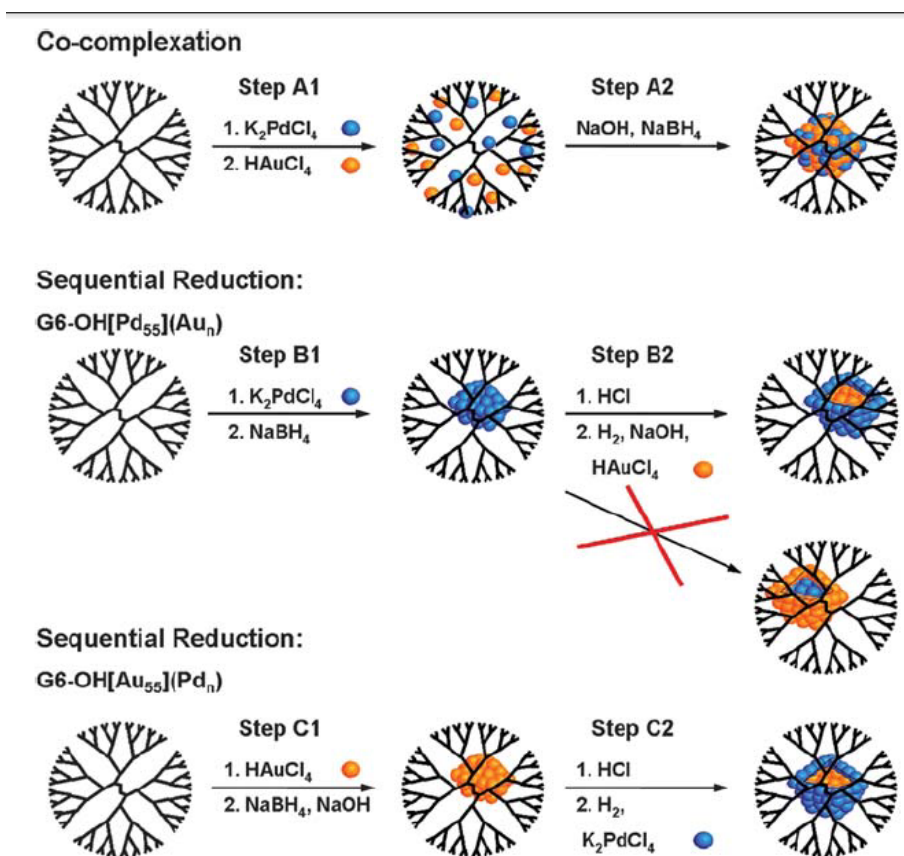 Co-complexation
Step A1
1. K₂PdCl₄
2. HAuCl₄
Step A2
NaOH, NaBH₄
Sequential Reduction:
G6-OH[Pd₅₅](Auₙ)
Step B1
1. K₂PdCl₄
2. NaBH₄
Step B2
1. HCl
2. H₂, NaOH,
HAuCl₄
Sequential Reduction:
G6-OH[Au₅₅](Pdₙ)
Step C1
1. HAuCl₄
2. NaBH₄, NaOH
Step C2
1. HCl
2. H₂,
K₂PdCl₄